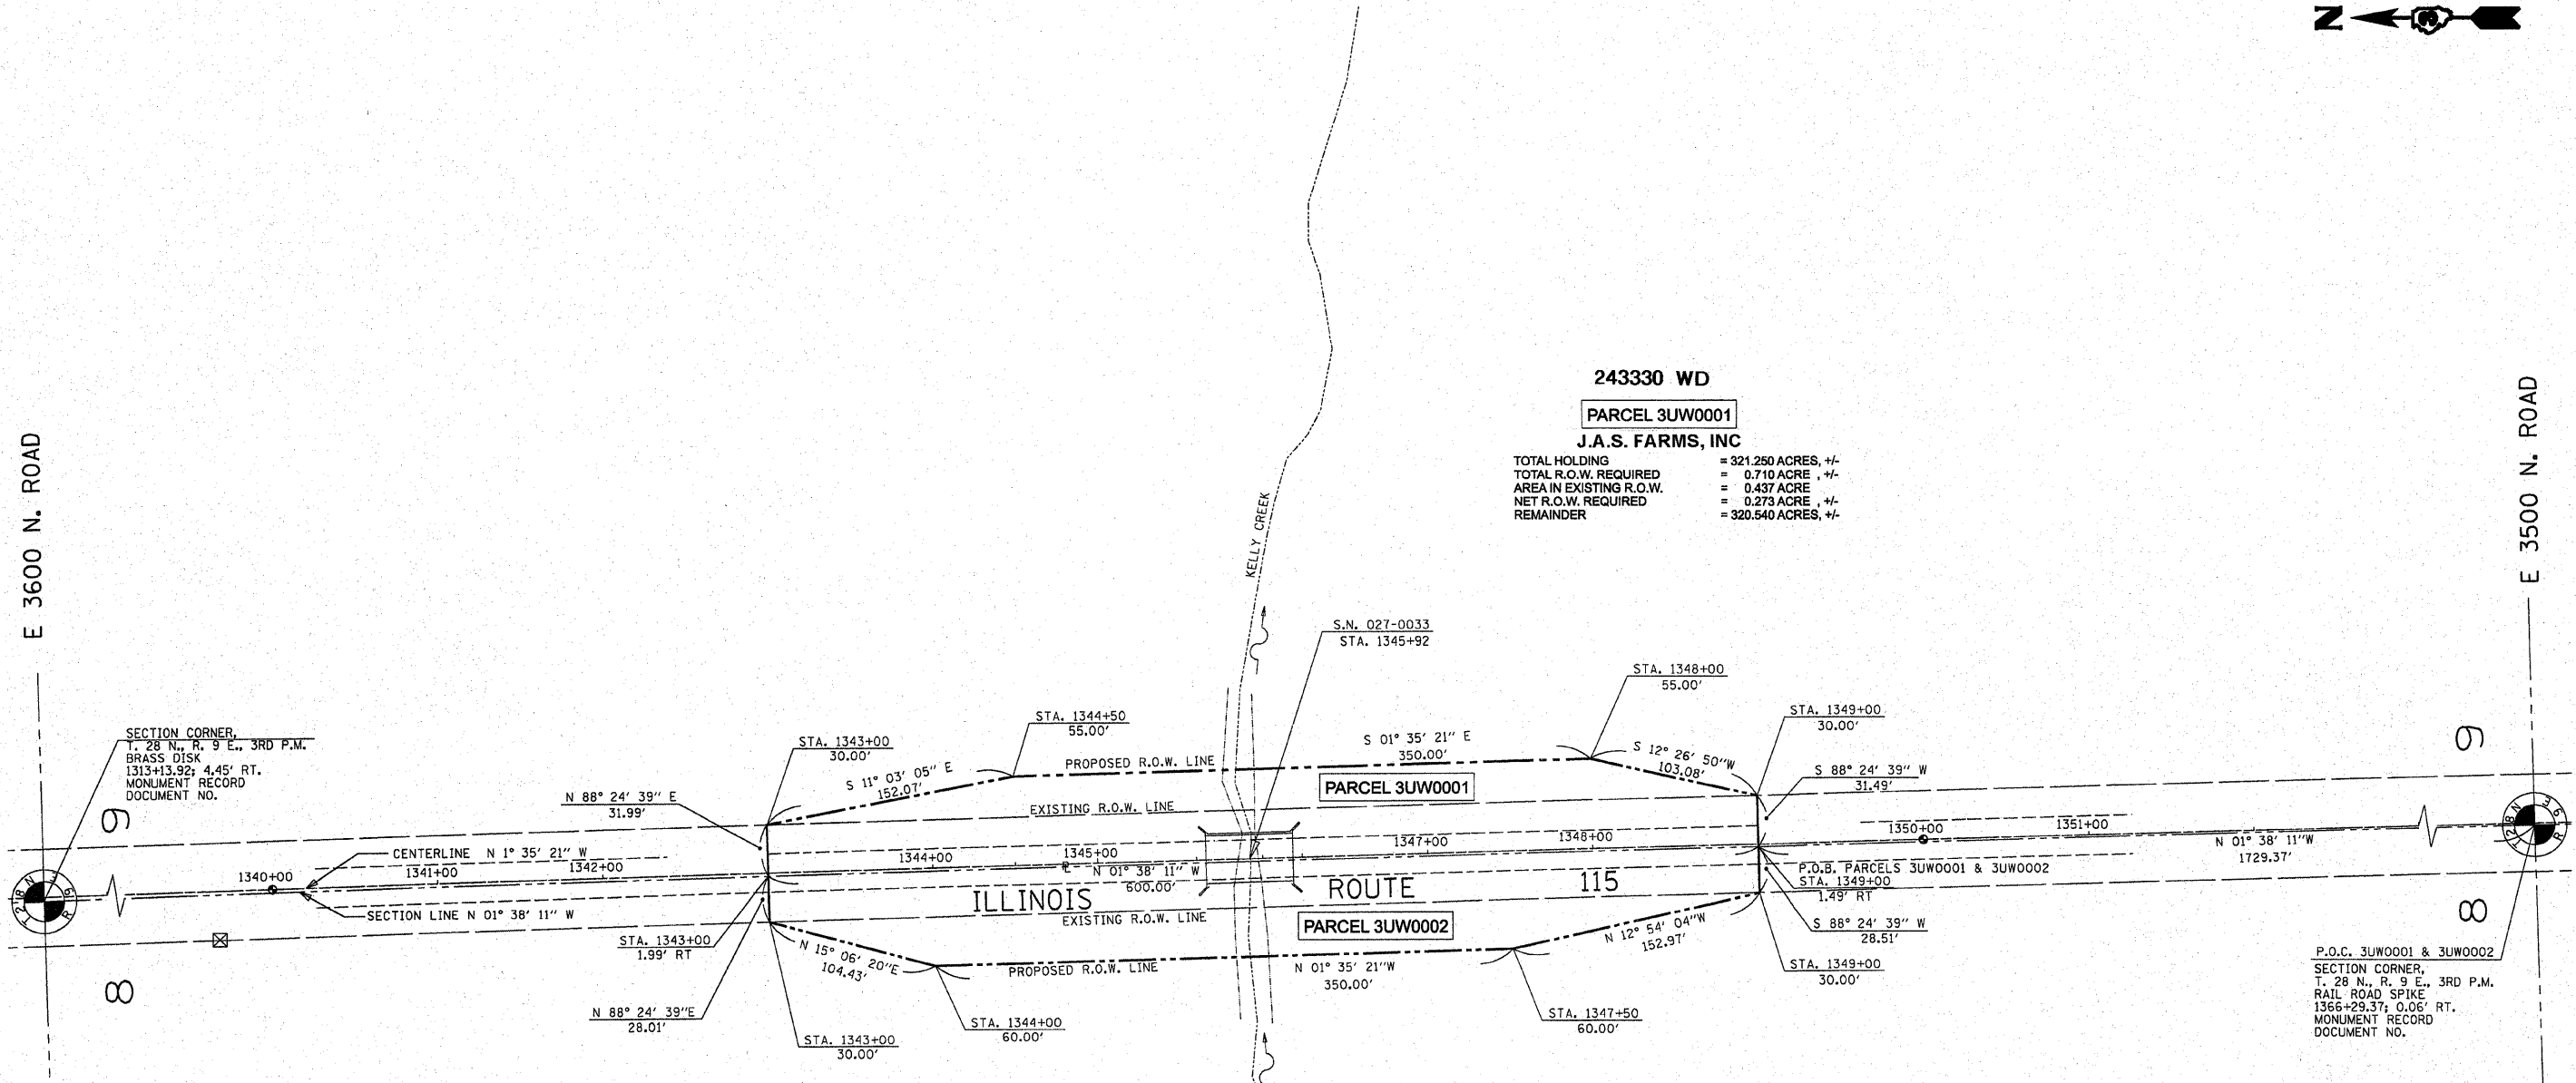 N
243330 WD
PARCEL 3UW0001
J.A.S. FARMS, INC
TOTAL HOLDING = 321.250 ACRES, +/-
TOTAL R.O.W. REQUIRED = 0.710 ACRE , +/-
AREA IN EXISTING R.O.W. = 0.437 ACRE
NET R.O.W. REQUIRED = 0.273 ACRE , +/-
REMAINDER = 320.540 ACRES, +/-
E 3600 N. ROAD
E 3500 N. ROAD
KELLY CREEK
S.N. 027-0033
STA. 1345+92
STA. 1348+00
55.00'
STA. 1344+50
55.00'
STA. 1349+00
30.00'
SECTION CORNER,
T. 28 N., R. 9 E., 3RD P.M.
BRASS DISK
1313+13.92; 4.45' RT.
MONUMENT RECORD
DOCUMENT NO.
STA. 1343+00
30.00'
S 01° 35' 21" E
350.00'
S 12° 26' 50"W
103.08'
PROPOSED R.O.W. LINE
S 11° 03' 05" E
152.07'
PARCEL 3UW0001
S 88° 24' 39" W
31.49'
N 88° 24' 39" E
31.99'
EXISTING R.O.W. LINE
9
9
CENTERLINE N 1° 35' 21" W
1340+00
1341+00
1342+00
1344+00
1345+00
1347+00
1348+00
1350+00
1351+00
N 01° 38' 11" W
600.00'
N 01° 38' 11"W
1729.37'
T 28 N
R 9 E
T 28 N
R 9 E
SECTION LINE N 01° 38' 11" W
ILLINOIS ROUTE 115
P.O.B. PARCELS 3UW0001 & 3UW0002
STA. 1349+00
1.49' RT
EXISTING R.O.W. LINE
PARCEL 3UW0002
STA. 1343+00
1.99' RT
N 15° 06' 20"E
104.43'
N 12° 54' 04"W
152.97'
S 88° 24' 39" W
28.51'
PROPOSED R.O.W. LINE
N 01° 35' 21"W
350.00'
STA. 1349+00
30.00'
8
8
N 88° 24' 39"E
28.01'
STA. 1343+00
30.00'
STA. 1344+00
60.00'
STA. 1347+50
60.00'
P.O.C. 3UW0001 & 3UW0002
SECTION CORNER,
T. 28 N., R. 9 E., 3RD P.M.
RAIL ROAD SPIKE
1366+29.37; 0.06' RT.
MONUMENT RECORD
DOCUMENT NO.